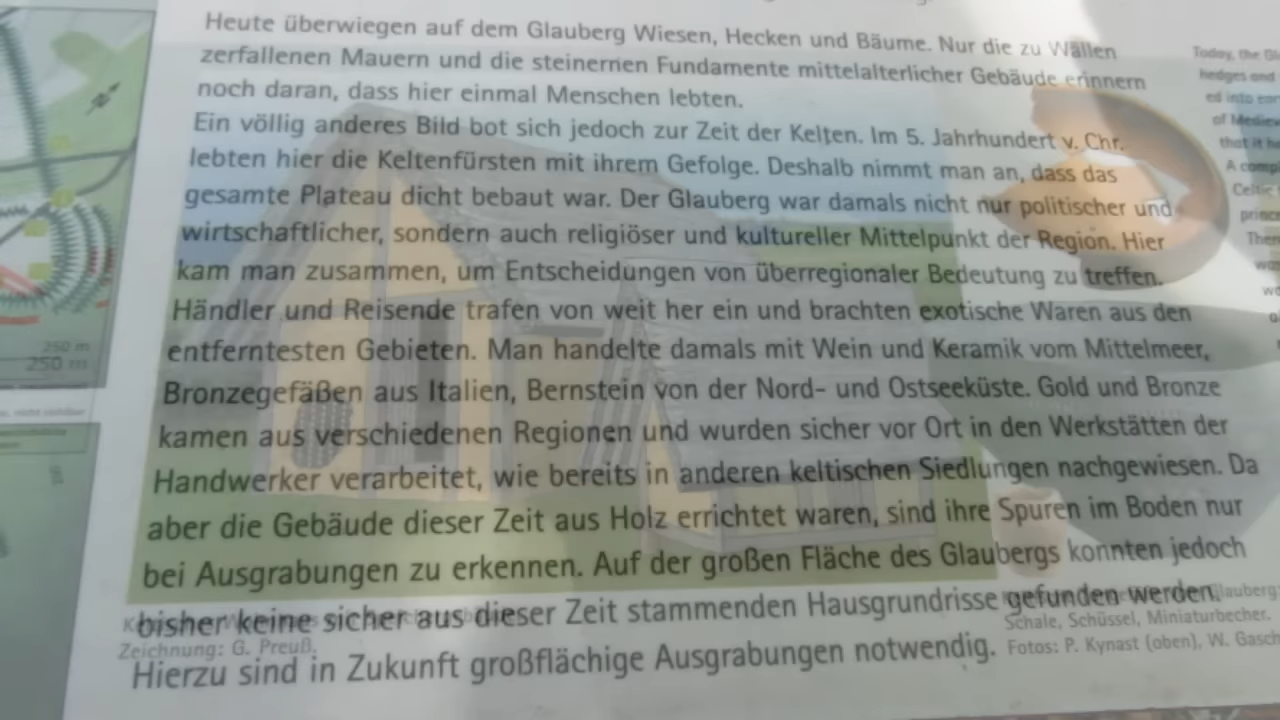 Heute überwiegen auf dem Glauberg Wiesen, Hecken und Bäume. Nur die zu Wällen
zerfallenen Mauern und die steinernen Fundamente mittelalterlicher Gebäude erinnern
noch daran, dass hier einmal Menschen lebten.
Ein völlig anderes Bild bot sich jedoch zur Zeit der Kelten. Im 5. Jahrhundert v. Chr.
lebten hier die Keltenfürsten mit ihrem Gefolge. Deshalb nimmt man an, dass das
gesamte Plateau dicht bebaut war. Der Glauberg war damals nicht nur politischer und
wirtschaftlicher, sondern auch religiöser und kultureller Mittelpunkt der Region. Hier
kam man zusammen, um Entscheidungen von überregionaler Bedeutung zu treffen.
Händler und Reisende trafen von weit her ein und brachten exotische Waren aus den
entferntesten Gebieten. Man handelte damals mit Wein und Keramik vom Mittelmeer,
Bronzegefäßen aus Italien, Bernstein von der Nord- und Ostseeküste. Gold und Bronze
kamen aus verschiedenen Regionen und wurden sicher vor Ort in den Werkstätten der
Handwerker verarbeitet, wie bereits in anderen keltischen Siedlungen nachgewiesen. Da
aber die Gebäude dieser Zeit aus Holz errichtet waren, sind ihre Spuren im Boden nur
bei Ausgrabungen zu erkennen. Auf der großen Fläche des Glaubergs konnten jedoch
bisher keine sicher aus dieser Zeit stammenden Hausgrundrisse gefunden werden.
Hierzu sind in Zukunft großflächige Ausgrabungen notwendig.
Zeichnung: G. Preuß.
Schale, Schüssel, Miniaturbecher.
Fotos: P. Kynast (oben), W. Gasch
250 m
250 m
Today, the Gl
hedges and
of Mediev
A comp
Celtic
princ